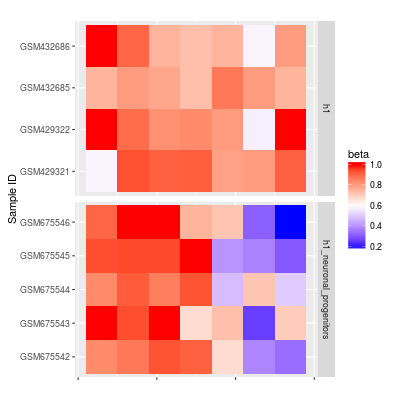 GSM432686
GSM432685
GSM429322
GSM429321
h1
GSM675546
GSM675545
GSM675544
GSM675543
GSM675542
h1_neuronal_progenitors
Sample ID
beta
1.0
0.8
0.6
0.4
0.2